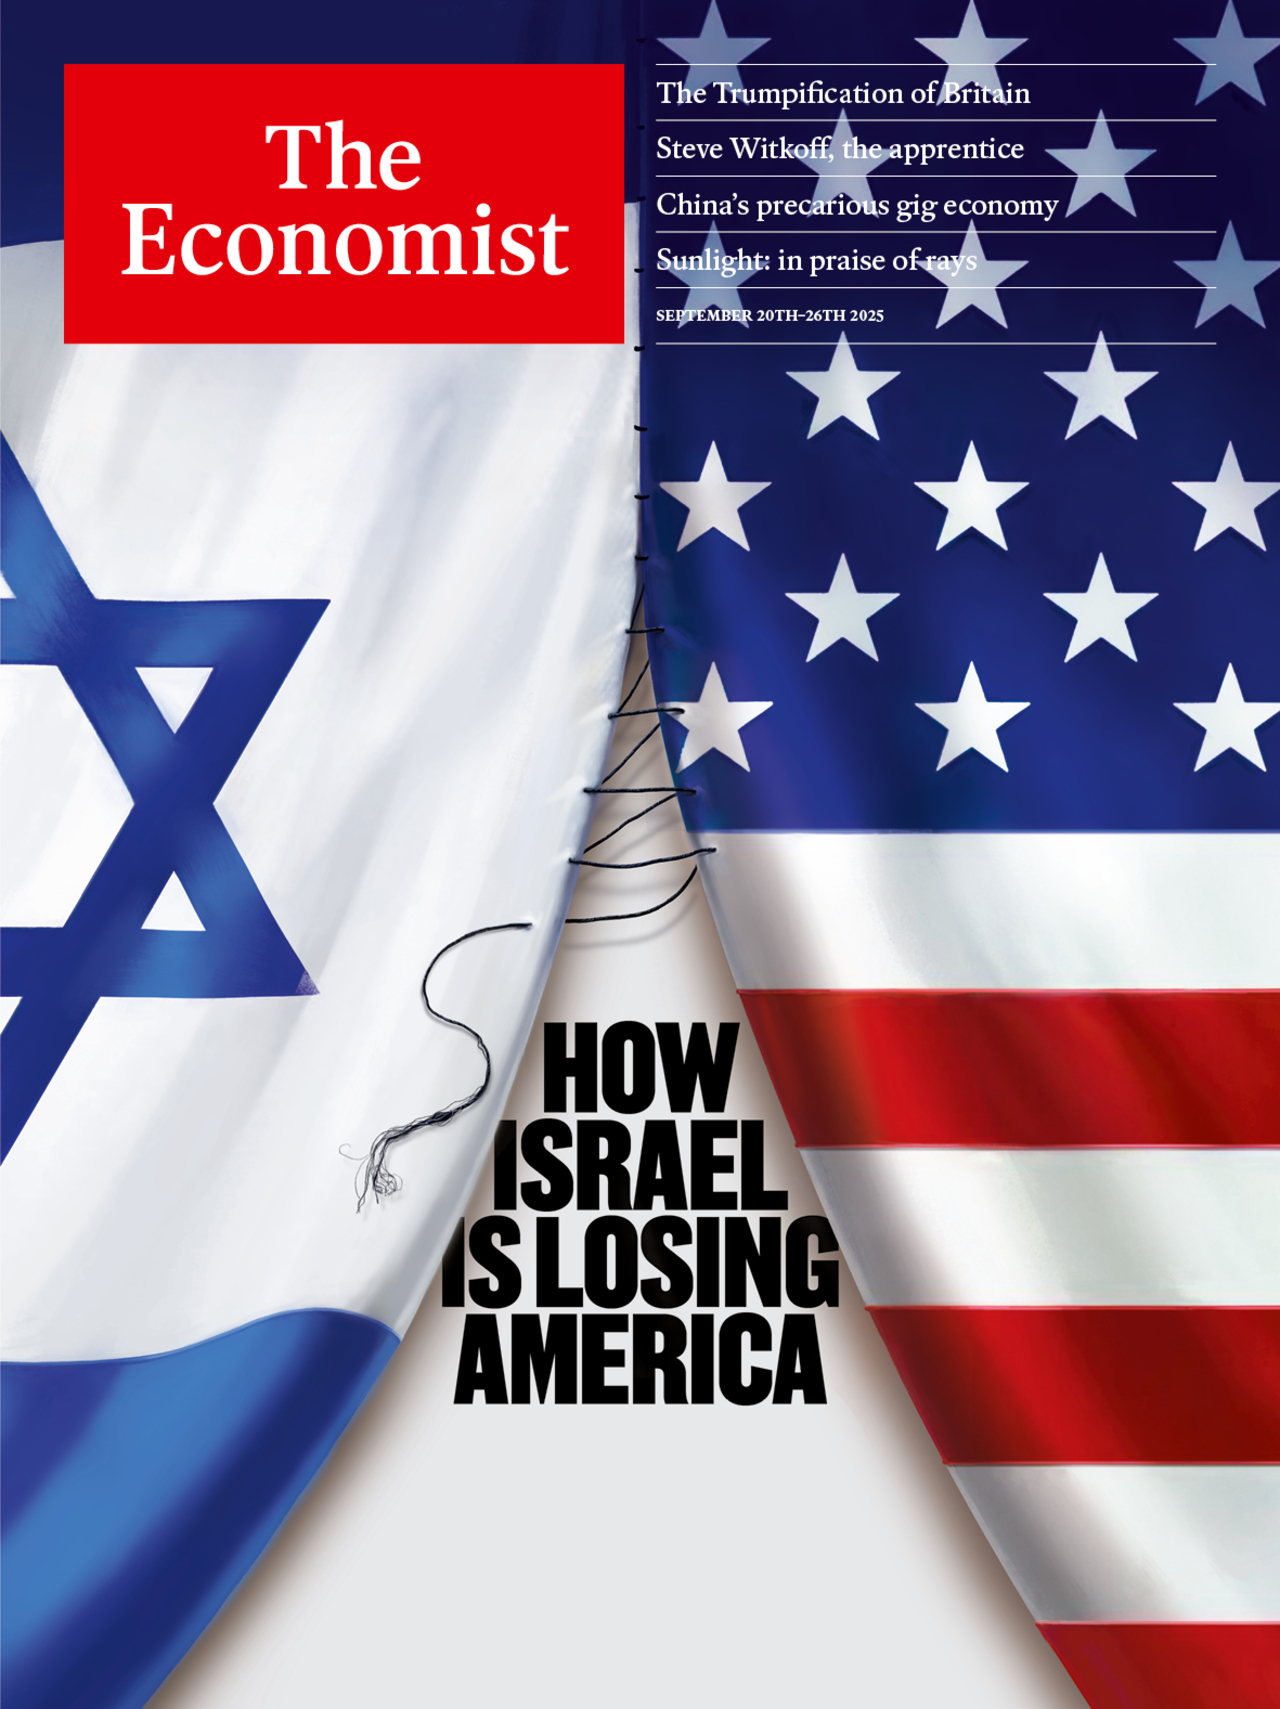 The
Economist
The Trumpification of Britain
Steve Witkoff, the apprentice
China’s precarious gig economy
Sunlight: in praise of rays
SEPTEMBER 20TH–26TH 2025
HOW
ISRAEL
IS LOSING
AMERICA